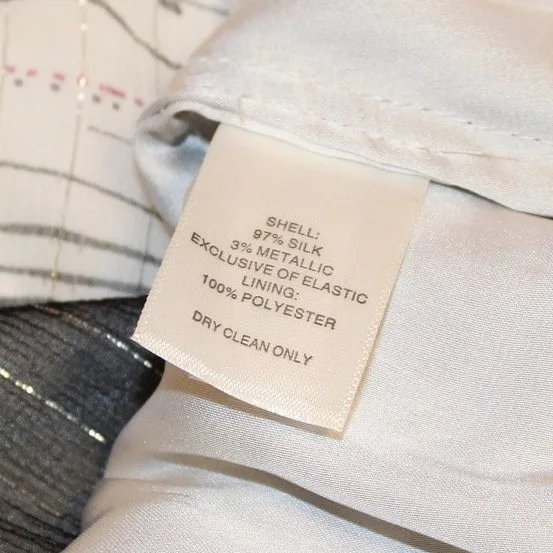 SHELL:
97% SILK
3% METALLIC
EXCLUSIVE OF ELASTIC
LINING:
100% POLYESTER
DRY CLEAN ONLY